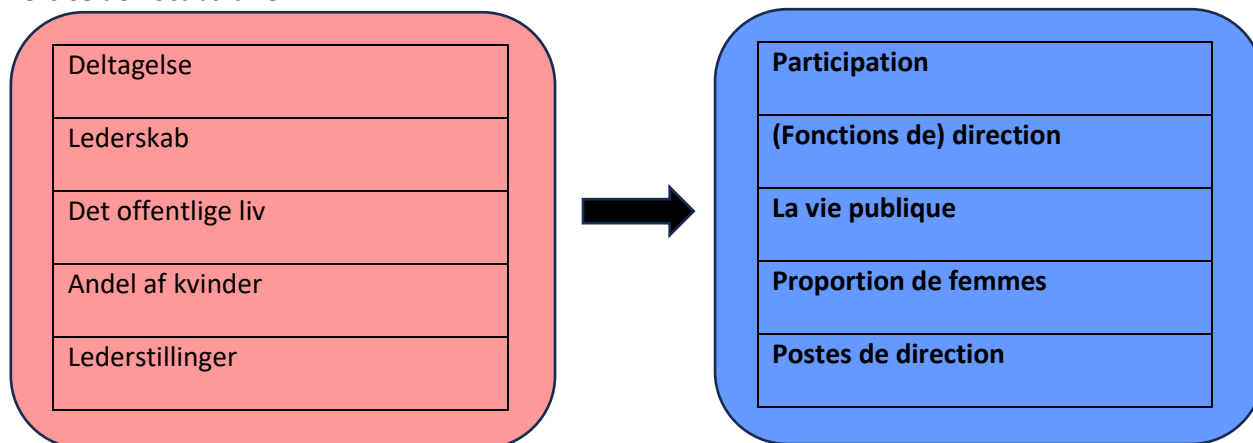 Deltagelse
Lederskab
Det offentlige liv
Andel af kvinder
Lederstillinger
Participation
(Fonctions de) direction
La vie publique
Proportion de femmes
Postes de direction